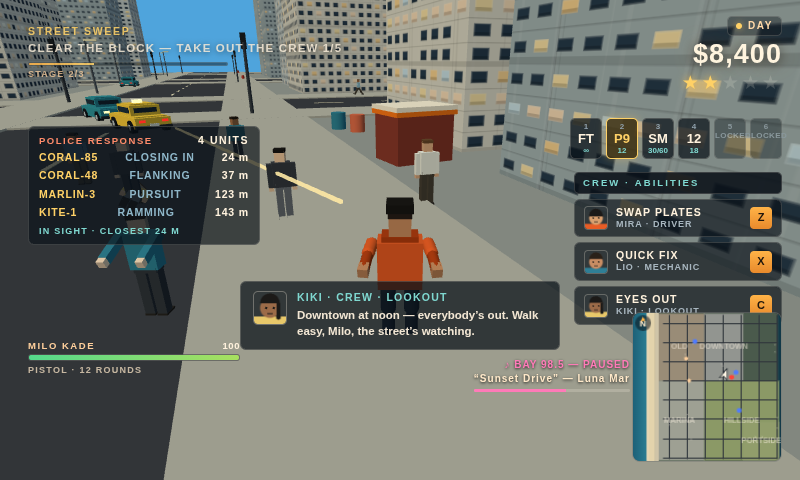 STREET SWEEP
CLEAR THE BLOCK — TAKE OUT THE CREW 1/5
STAGE 2/3
DAY
$8,400
POLICE RESPONSE 4 UNITS
CORAL-85 CLOSING IN 24 m
CORAL-48 FLANKING 37 m
MARLIN-3 PURSUIT 123 m
KITE-1 RAMMING 143 m
IN SIGHT · CLOSEST 24 M
1 2 3 4 5 6
FT P9 SM 12 LOCKED LOCKED
∞ 12 30/60 18
CREW · ABILITIES
SWAP PLATES
MIRA · DRIVER
Z
QUICK FIX
LIO · MECHANIC
X
EYES OUT
KIKI · LOOKOUT
C
KIKI · CREW · LOOKOUT
Downtown at noon — everybody's out. Walk
easy, Milo, the street's watching.
MILO KADE 100
PISTOL · 12 ROUNDS
♪ BAY 98.5 — PAUSED
“Sunset Drive” — Luna Mar
N
OLD DOWNTOWN
MARINA HILLSIDE
PORTSIDE